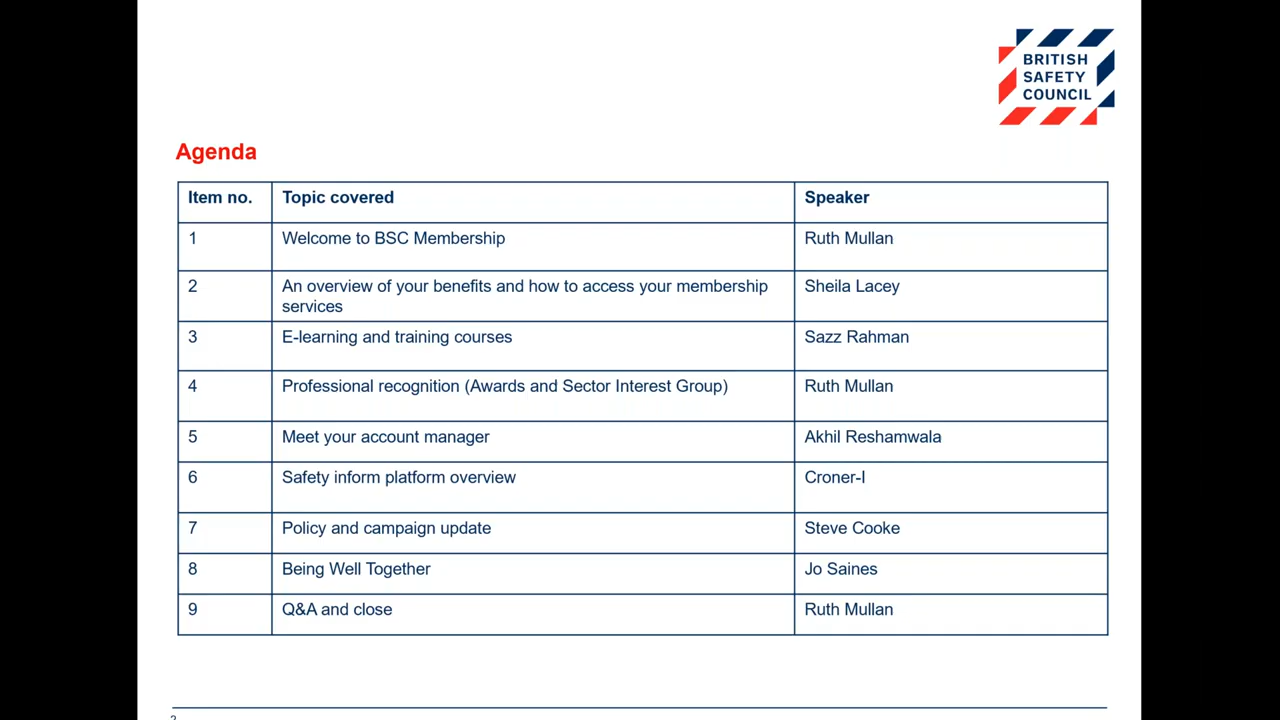 BRITISH
SAFETY
COUNCIL
Agenda
Item no. Topic covered Speaker
1 Welcome to BSC Membership Ruth Mullan
2 An overview of your benefits and how to access your membership Sheila Lacey
services
3 E-learning and training courses Sazz Rahman
4 Professional recognition (Awards and Sector Interest Group) Ruth Mullan
5 Meet your account manager Akhil Reshamwala
6 Safety inform platform overview Croner-I
7 Policy and campaign update Steve Cooke
8 Being Well Together Jo Saines
9 Q&A and close Ruth Mullan
2